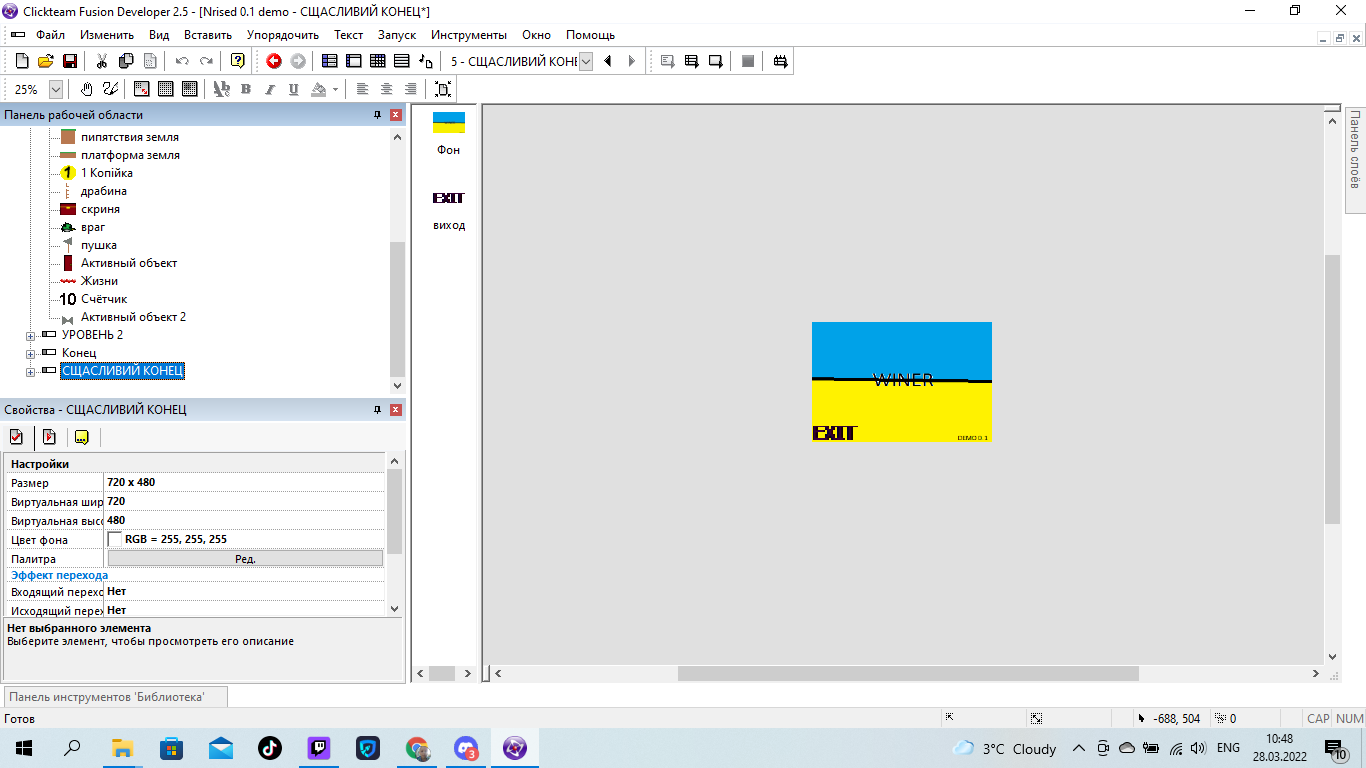 Clickteam Fusion Developer 2.5 - [Nrised 0.1 demo - СЩАСЛИВИЙ КОНЕЦ*]
Файл Изменить Вид Вставить Упорядочить Текст Запуск Инструменты Окно Помощь
5 - СЩАСЛИВИЙ КОНЕ
25%
Панель рабочей области
пипятствия земля
платформа земля
1 Копійка
драбина
скриня
враг
пушка
Активный объект
Жизни
10 Счётчик
Активный объект 2
УРОВЕНЬ 2
Конец
СЩАСЛИВИЙ КОНЕЦ
Свойства - СЩАСЛИВИЙ КОНЕЦ
Настройки
Размер 720 x 480
Виртуальная шир 720
Виртуальная высо 480
Цвет фона RGB = 255, 255, 255
Палитра Ред.
Эффект перехода
Входящий перехо Нет
Исходящий перех Нет
Нет выбранного элемента
Выберите элемент, чтобы просмотреть его описание
Фон
EXIT
виход
WINER
EXIT
DEMO 0.1
Панель слоёв
Панель инструментов 'Библиотека'
Готов
-688, 504
0
CAP NUM
3
3°C Cloudy
ENG
10:48
28.03.2022
10